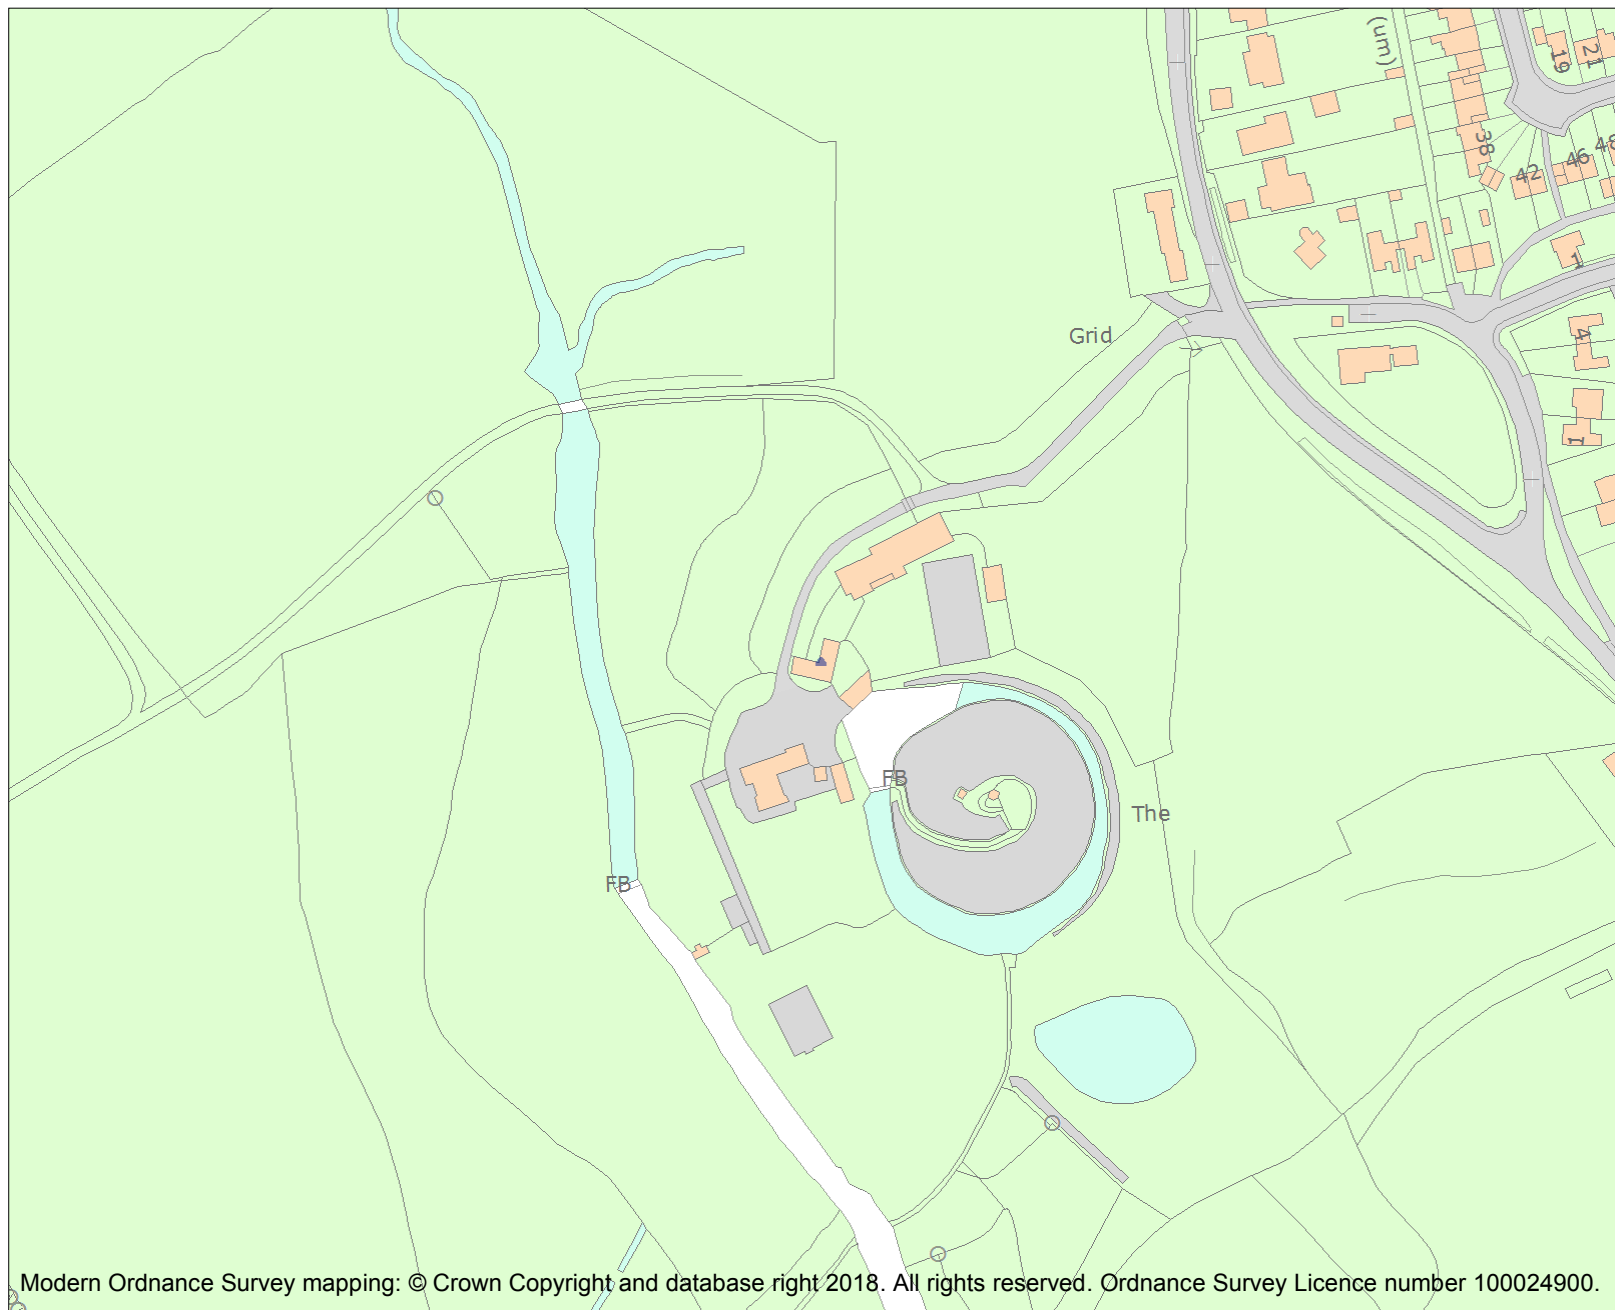 (um)
19
21
38
42
46
48
1
Grid
4
1
FB
The
FB
Modern Ordnance Survey mapping: © Crown Copyright and database right 2018. All rights reserved. Ordnance Survey Licence number 100024900.